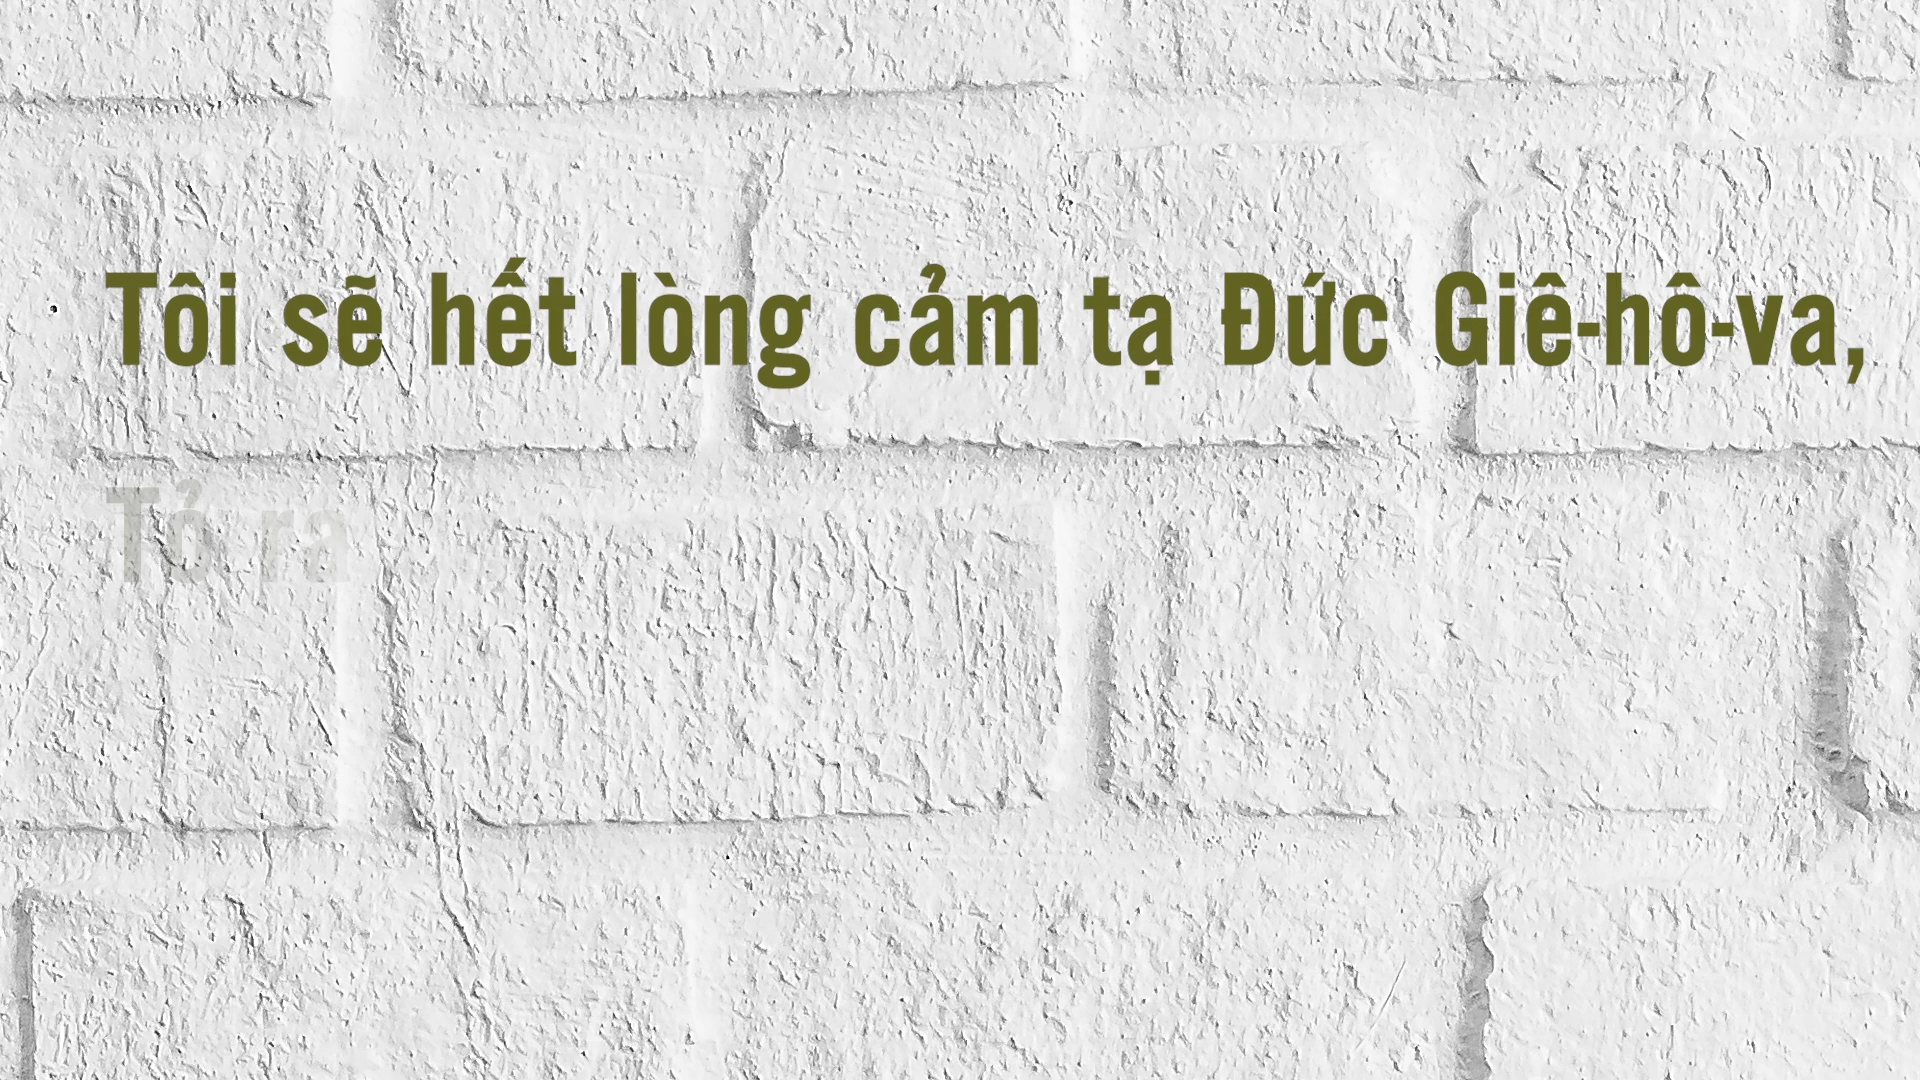 Tôi sẽ hết lòng cảm tạ Đức Giê-hô-va,
Tỏ ra